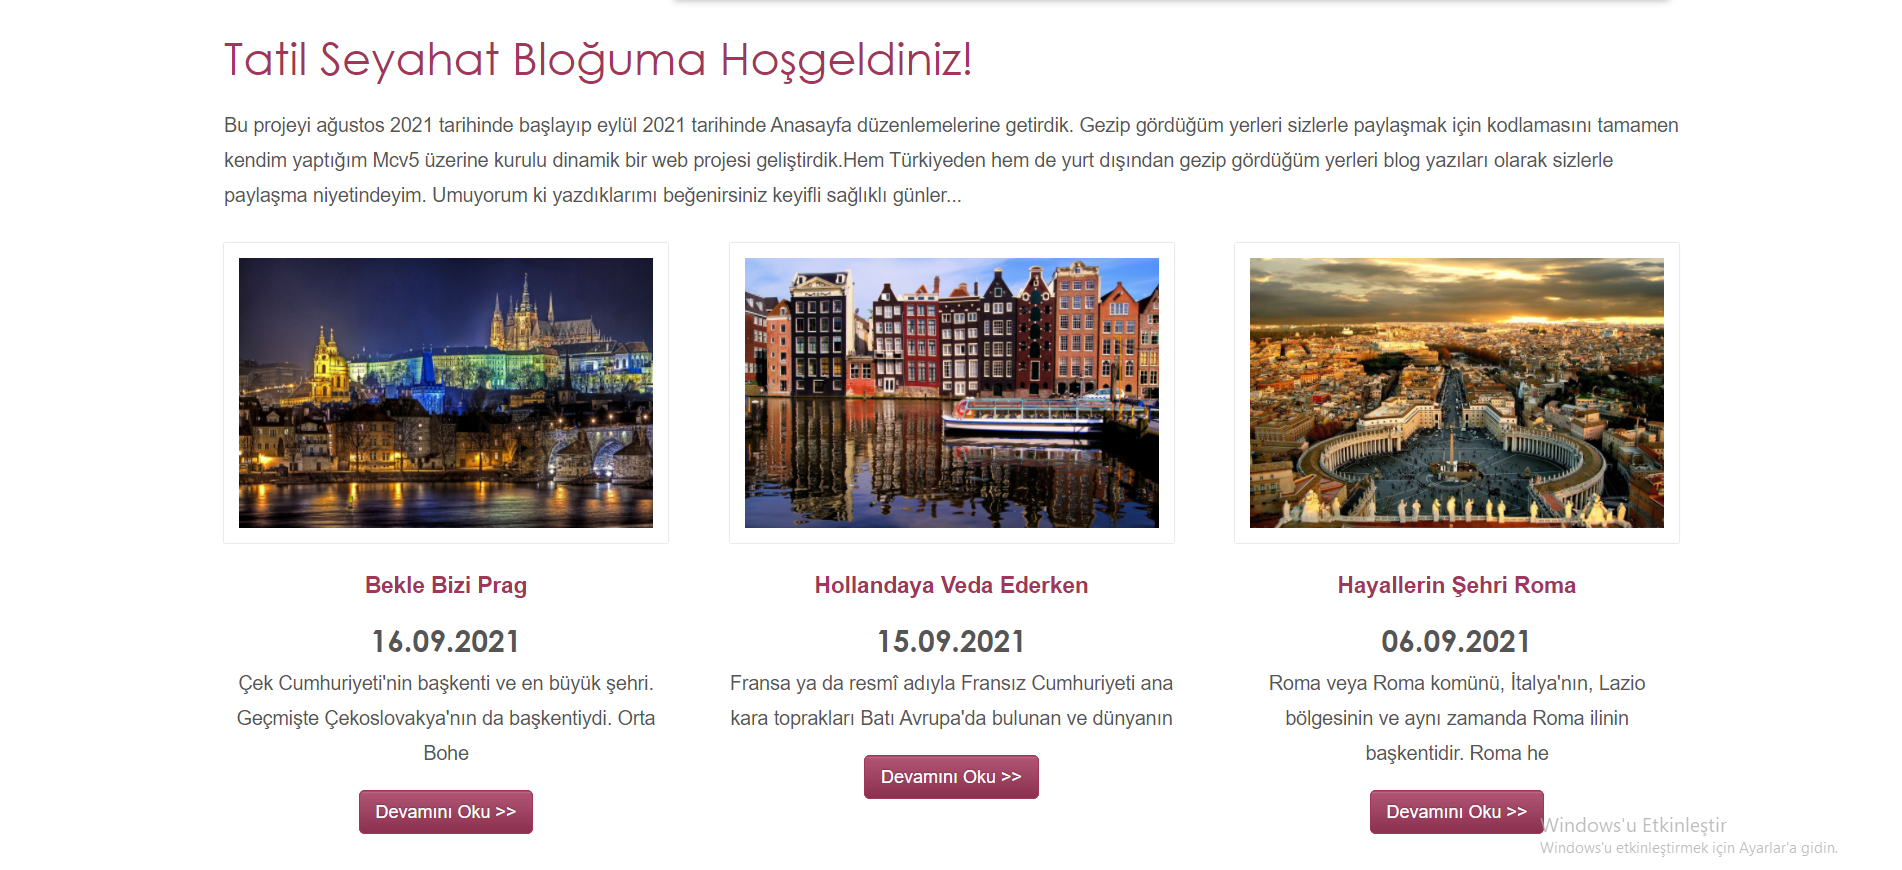 Tatil Seyahat Bloğuma Hoşgeldiniz!
Bu projeyi ağustos 2021 tarihinde başlayıp eylül 2021 tarihinde Anasayfa düzenlemelerine getirdik. Gezip gördüğüm yerleri sizlerle paylaşmak için kodlamasını tamamen
kendim yaptığım Mcv5 üzerine kurulu dinamik bir web projesi geliştirdik.Hem Türkiyeden hem de yurt dışından gezip gördüğüm yerleri blog yazıları olarak sizlerle
paylaşma niyetindeyim. Umuyorum ki yazdıklarımı beğenirsiniz keyifli sağlıklı günler...
Bekle Bizi Prag
16.09.2021
Çek Cumhuriyeti'nin başkenti ve en büyük şehri.
Geçmişte Çekoslovakya'nın da başkentiydi. Orta
Bohe
Devamını Oku >>
Hollandaya Veda Ederken
15.09.2021
Fransa ya da resmî adıyla Fransız Cumhuriyeti ana
kara toprakları Batı Avrupa'da bulunan ve dünyanın
Devamını Oku >>
Hayallerin Şehri Roma
06.09.2021
Roma veya Roma komünü, İtalya'nın, Lazio
bölgesinin ve aynı zamanda Roma ilinin
başkentidir. Roma he
Devamını Oku >>
Windows'u Etkinleştir
Windows'u etkinleştirmek için Ayarlar'a gidin.